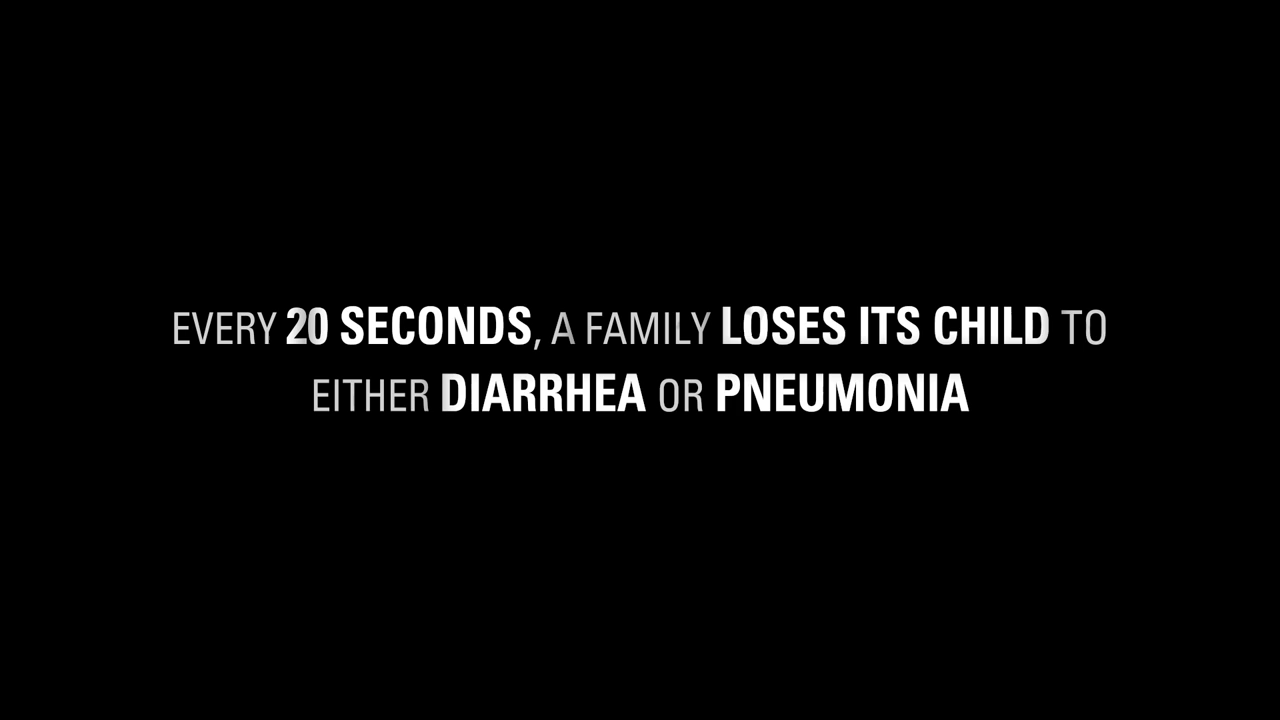 EVERY 20 SECONDS, A FAMILY LOSES ITS CHILD TO
EITHER DIARRHEA OR PNEUMONIA